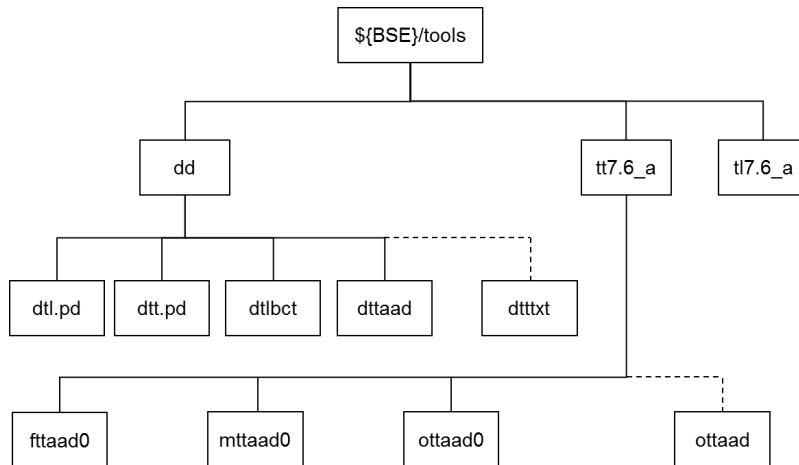 ${BSE}/tools
dd
tt7.6_a
tl7.6_a
dtl.pd
dtt.pd
dtlbct
dttaad
dtttxt
fttaad0
mttaad0
ottaad0
ottaad